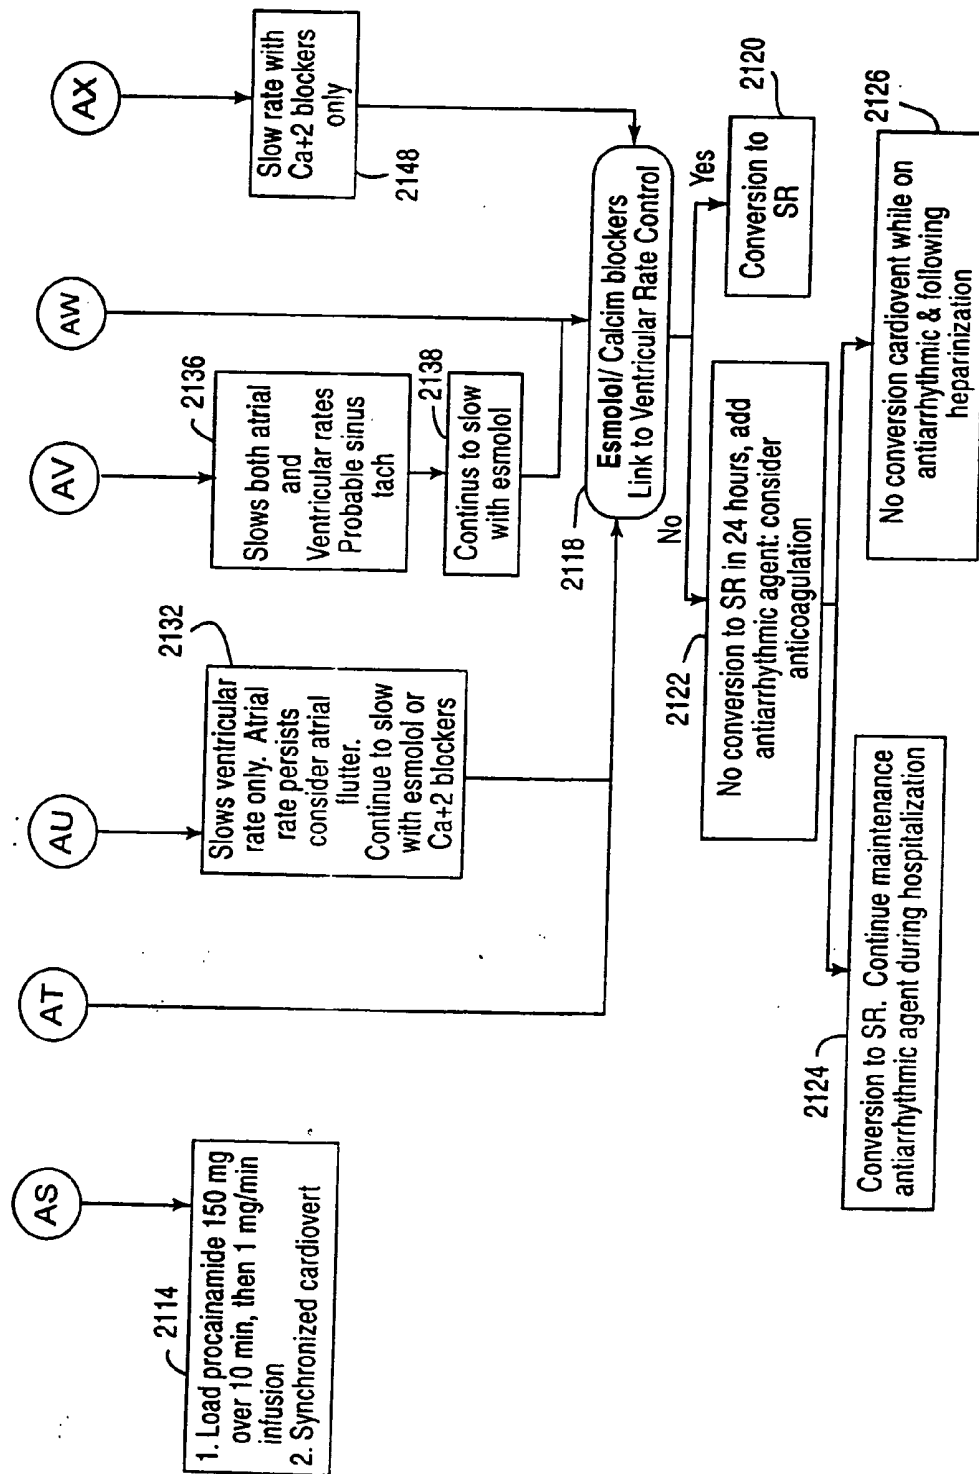 AS
2114
1. Load procainamide 150 mg
over 10 min, then 1 mg/min
infusion
2. Synchronized cardiovert
AT
AU
2132
Slows ventricular
rate only. Atrial
rate persists
consider atrial
flutter.
Continue to slow
with esmolol or
Ca+2 blockers
AV
2136
Slows both atrial
and
Ventricular rates
Probable sinus
tach
2138
Continus to slow
with esmolol
AW
AX
Slow rate with
Ca+2 blockers
only
2148
2118
Esmolol/ Calcim blockers
Link to Ventricular Rate Control
No
Yes
2120
Conversion to
SR
2122
No conversion to SR in 24 hours, add
antiarrhythmic agent: consider
anticoagulation
2124
Conversion to SR. Continue maintenance
antiarrhythmic agent during hospitalization
2126
No conversion cardiovent while on
antiarrhythmic & following
heparinization